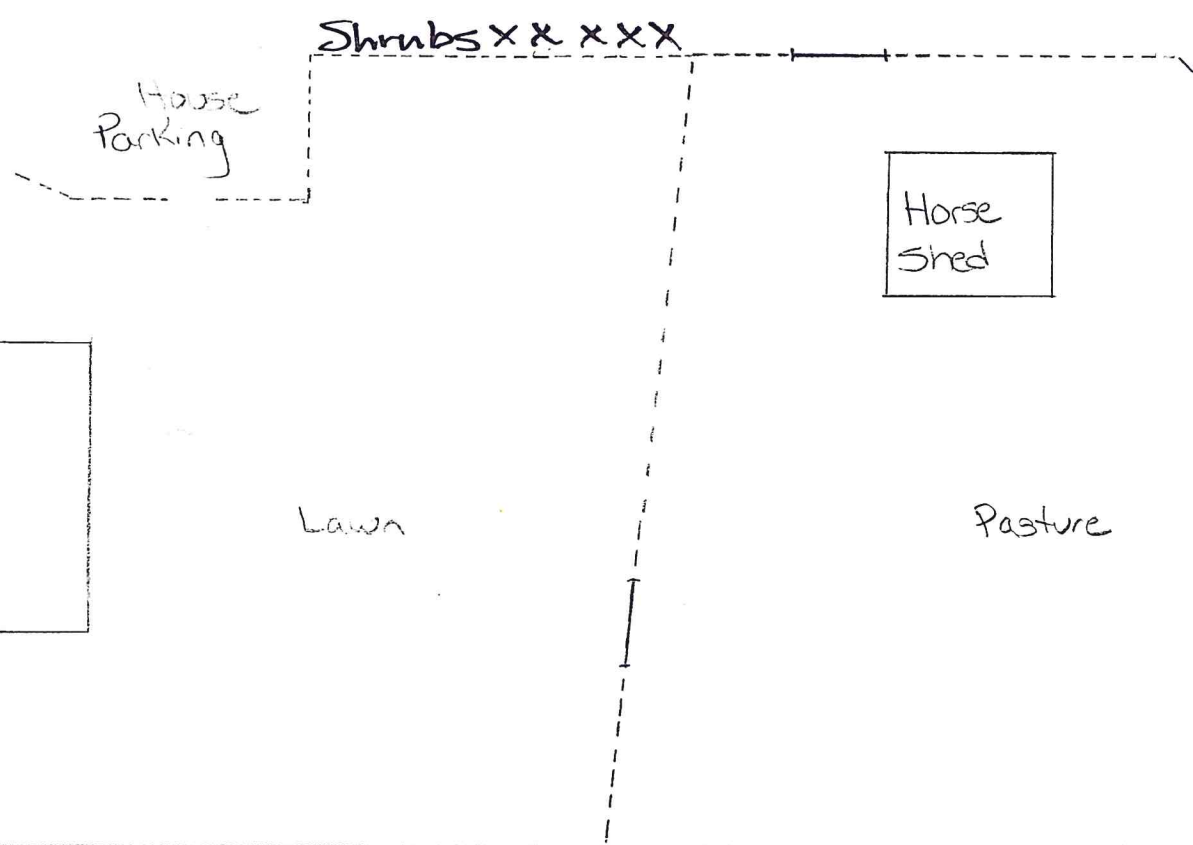 Shrubs X X X X X
House
Parking
Horse
Shed
Lawn
Pasture